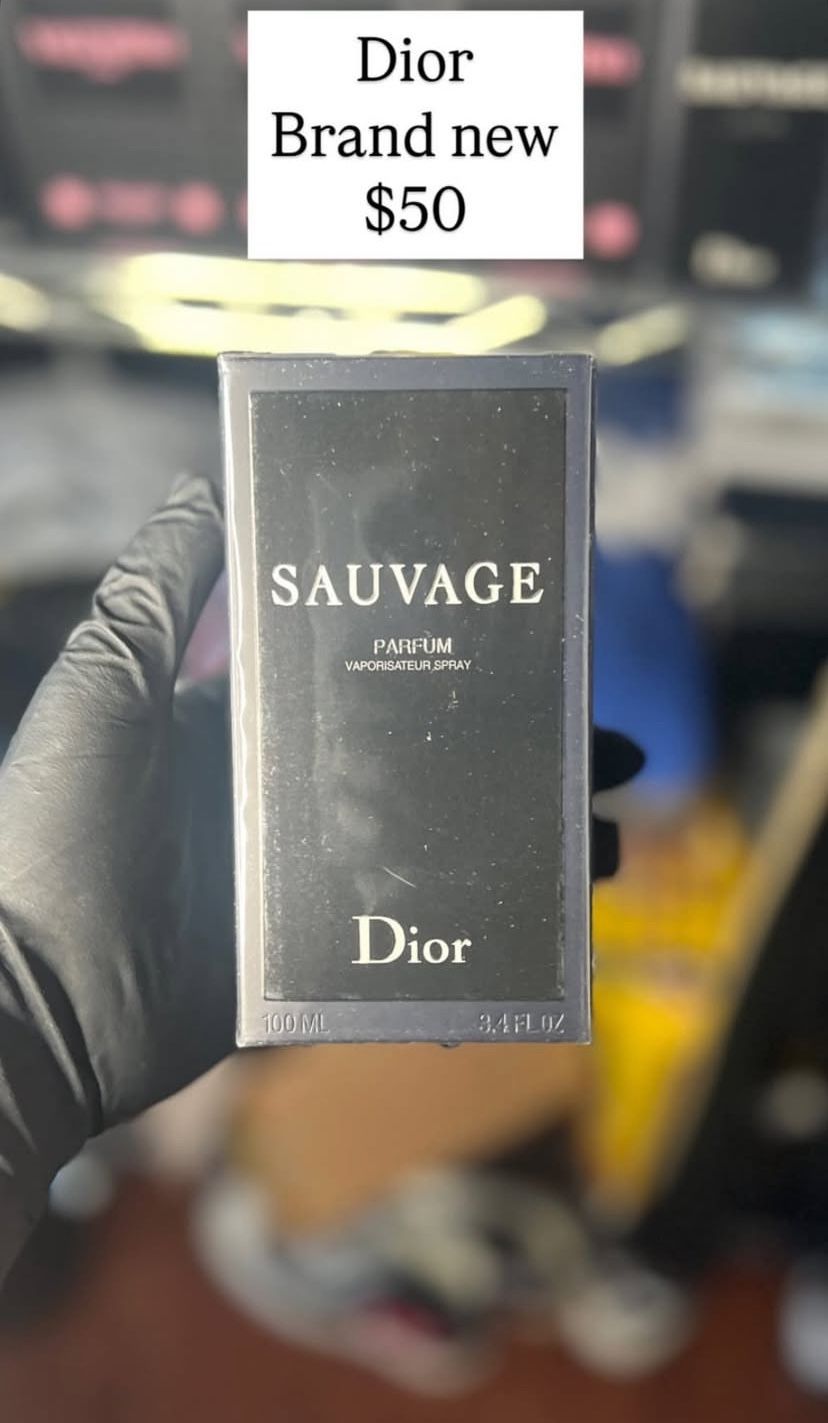 Dior
Brand new
$50
SAUVAGE
PARFUM
VAPORISATEUR SPRAY
Dior
100 ML 3.4 FL OZ